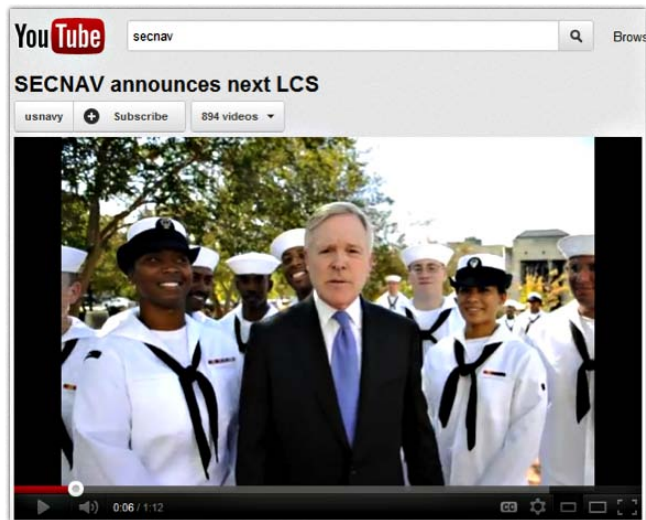 You Tube
secnav
Brows
SECNAV announces next LCS
usnavy
Subscribe
894 videos
0:06 / 1:12
CC